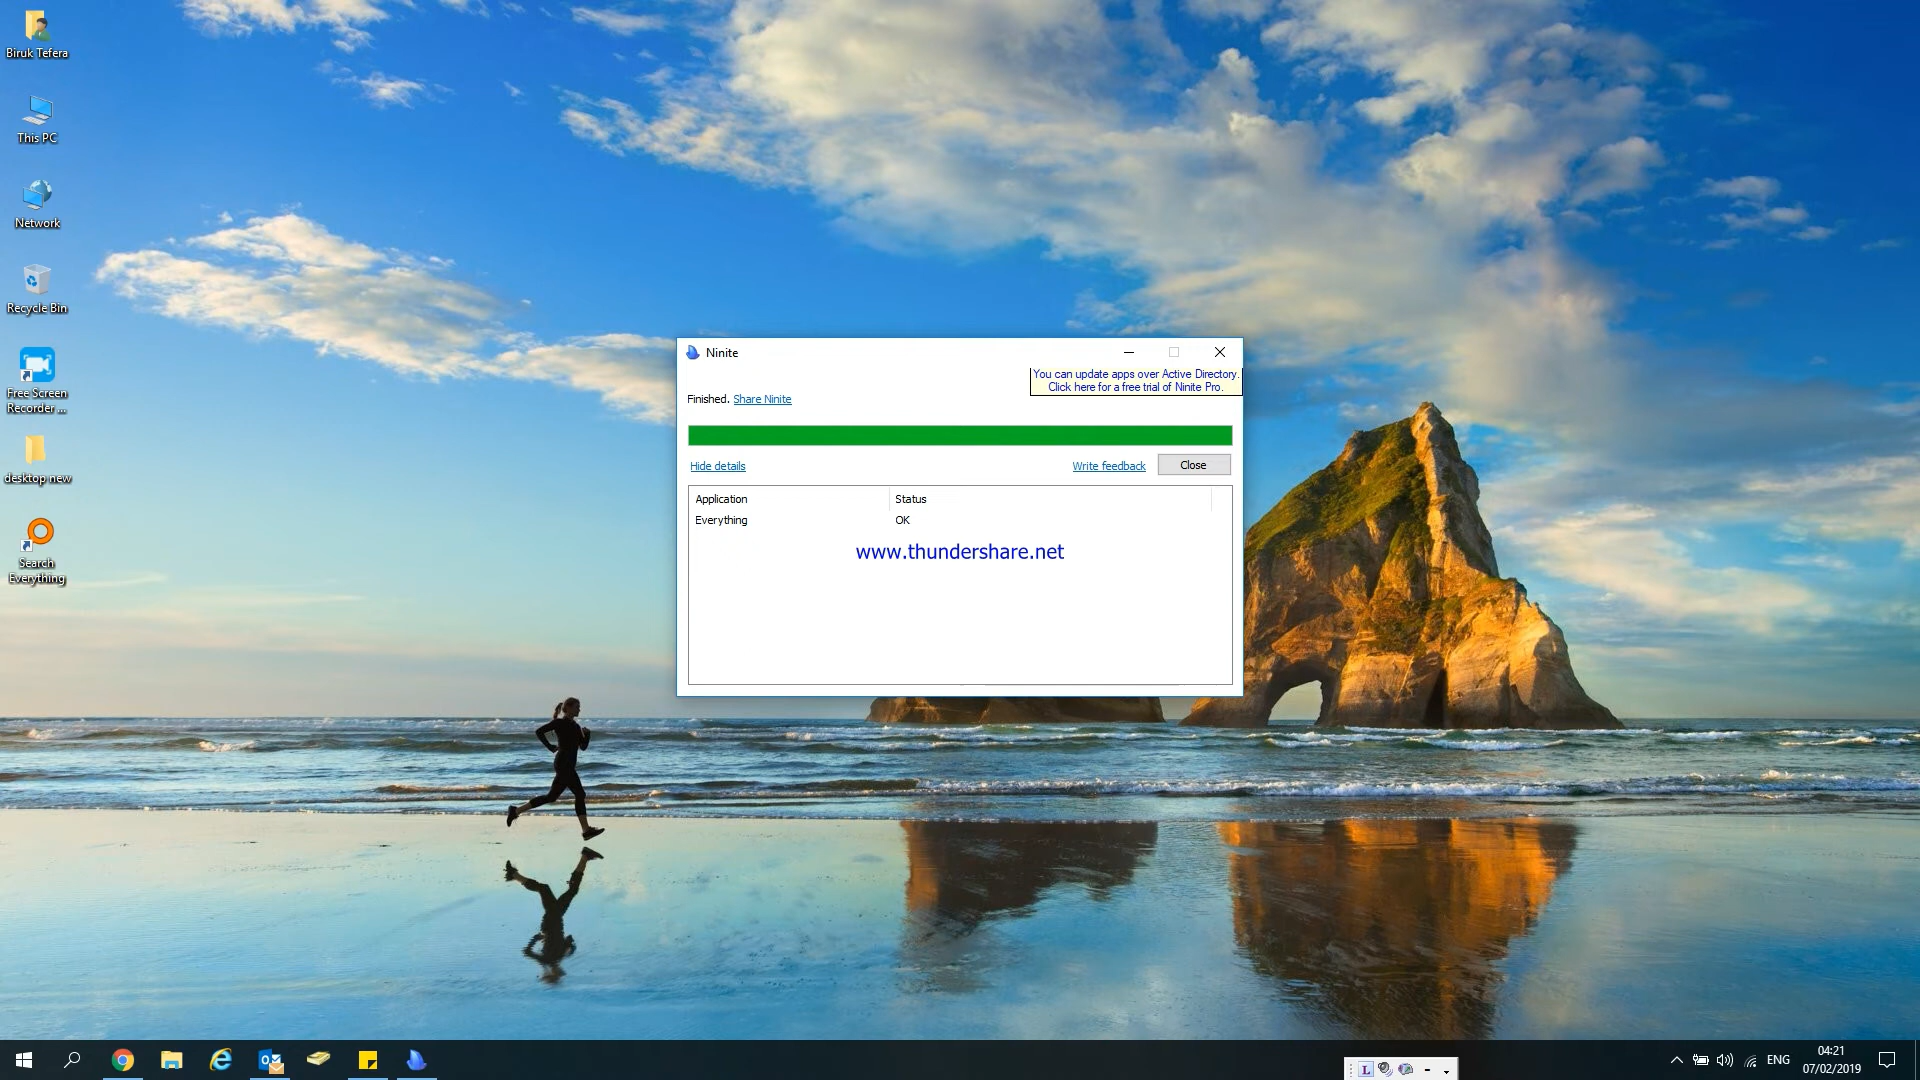 Biruk Tefera
This PC
Network
Recycle Bin
Free Screen
Recorder ...
desktop new
Search
Everything
Ninite
You can update apps over Active Directory.
Click here for a free trial of Ninite Pro.
Finished. Share Ninite
Hide details
Write feedback
Close
Application Status
Everything OK
www.thundershare.net
L
ENG
04:21
07/02/2019